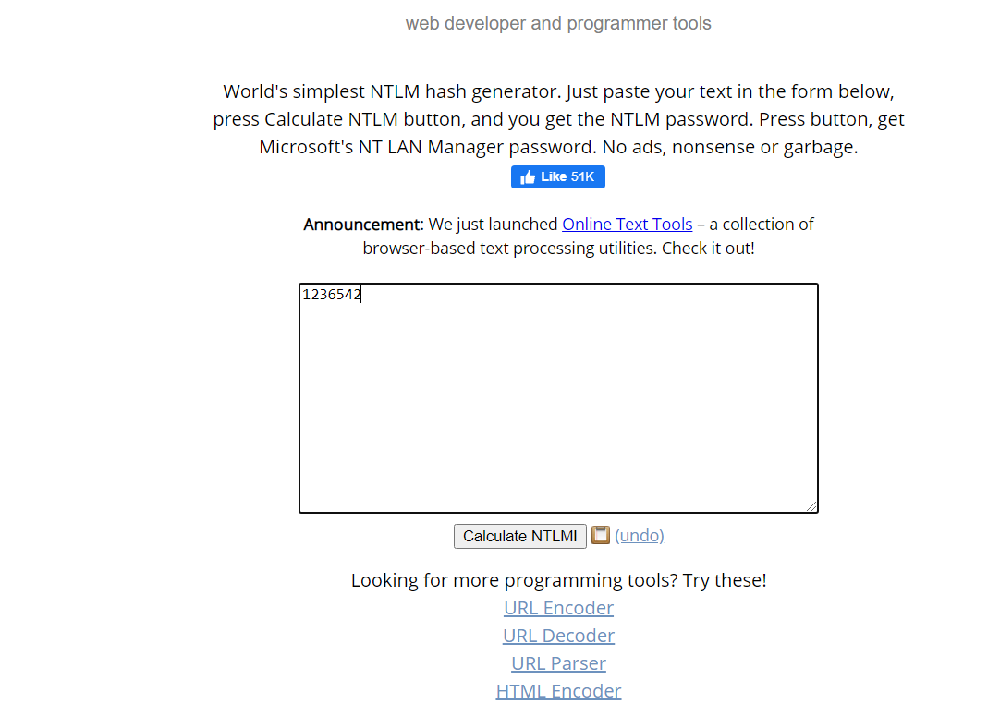 web developer and programmer tools
World's simplest NTLM hash generator. Just paste your text in the form below,
press Calculate NTLM button, and you get the NTLM password. Press button, get
Microsoft's NT LAN Manager password. No ads, nonsense or garbage.
Like 51K
Announcement: We just launched Online Text Tools – a collection of
browser-based text processing utilities. Check it out!
1236542
Calculate NTLM! (undo)
Looking for more programming tools? Try these!
URL Encoder
URL Decoder
URL Parser
HTML Encoder